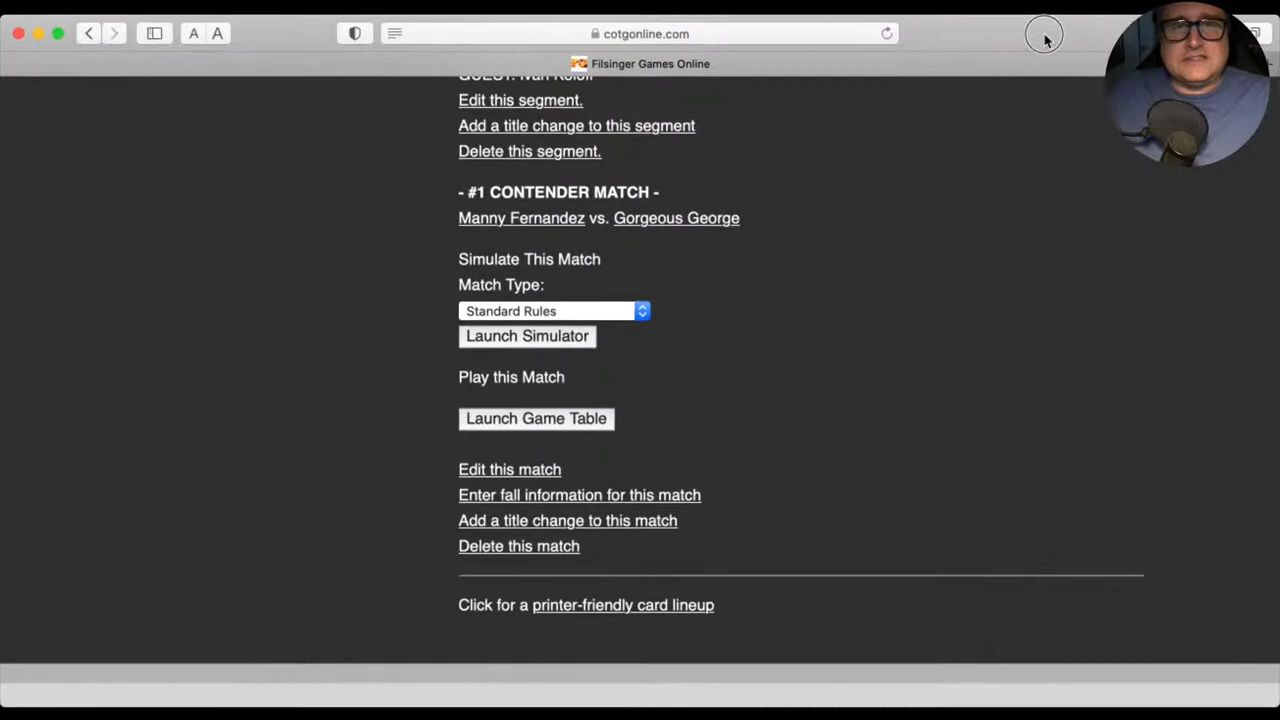 A A
cotgonline.com
Filsinger Games Online
GUEST: Ivan Koloff
Edit this segment.
Add a title change to this segment
Delete this segment.
- #1 CONTENDER MATCH -
Manny Fernandez vs. Gorgeous George
Simulate This Match
Match Type:
Standard Rules
Launch Simulator
Play this Match
Launch Game Table
Edit this match
Enter fall information for this match
Add a title change to this match
Delete this match
Click for a printer-friendly card lineup